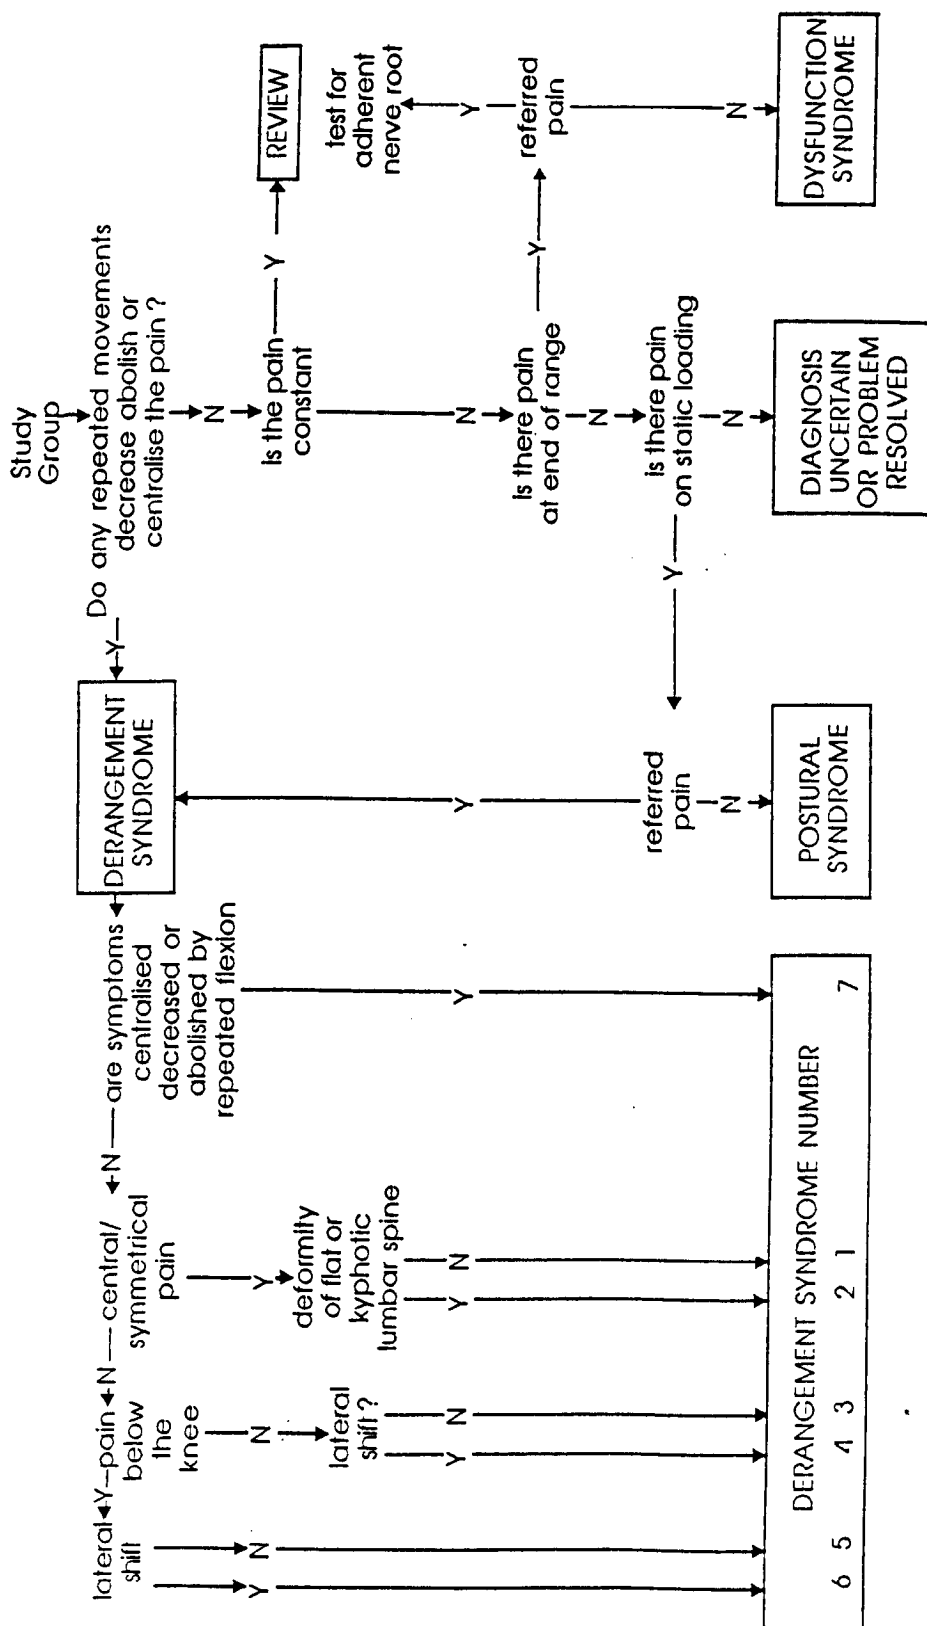 Study
Group
Do any repeated movements
decrease abolish or
centralise the pain ?
Y
N
DERANGEMENT
SYNDROME
Is the pain
constant
Y
REVIEW
N
are symptoms
centralised
decreased or
abolished by
repeated flexion
N
Y
central/
symmetrical
pain
N
Y
deformity
of flat or
kyphotic
lumbar spine
Y
N
pain
below
the
knee
Y
N
lateral
shift ?
Y
N
lateral
shift
Y
N
Is there pain
at end of range
Y
N
referred
pain
Y
N
test for
adherent
nerve root
Is there pain
on static loading
Y
N
referred
pain
Y
N
DERANGEMENT SYNDROME NUMBER
6 5 4 3 2 1 7
POSTURAL
SYNDROME
DIAGNOSIS
UNCERTAIN
OR PROBLEM
RESOLVED
DYSFUNCTION
SYNDROME